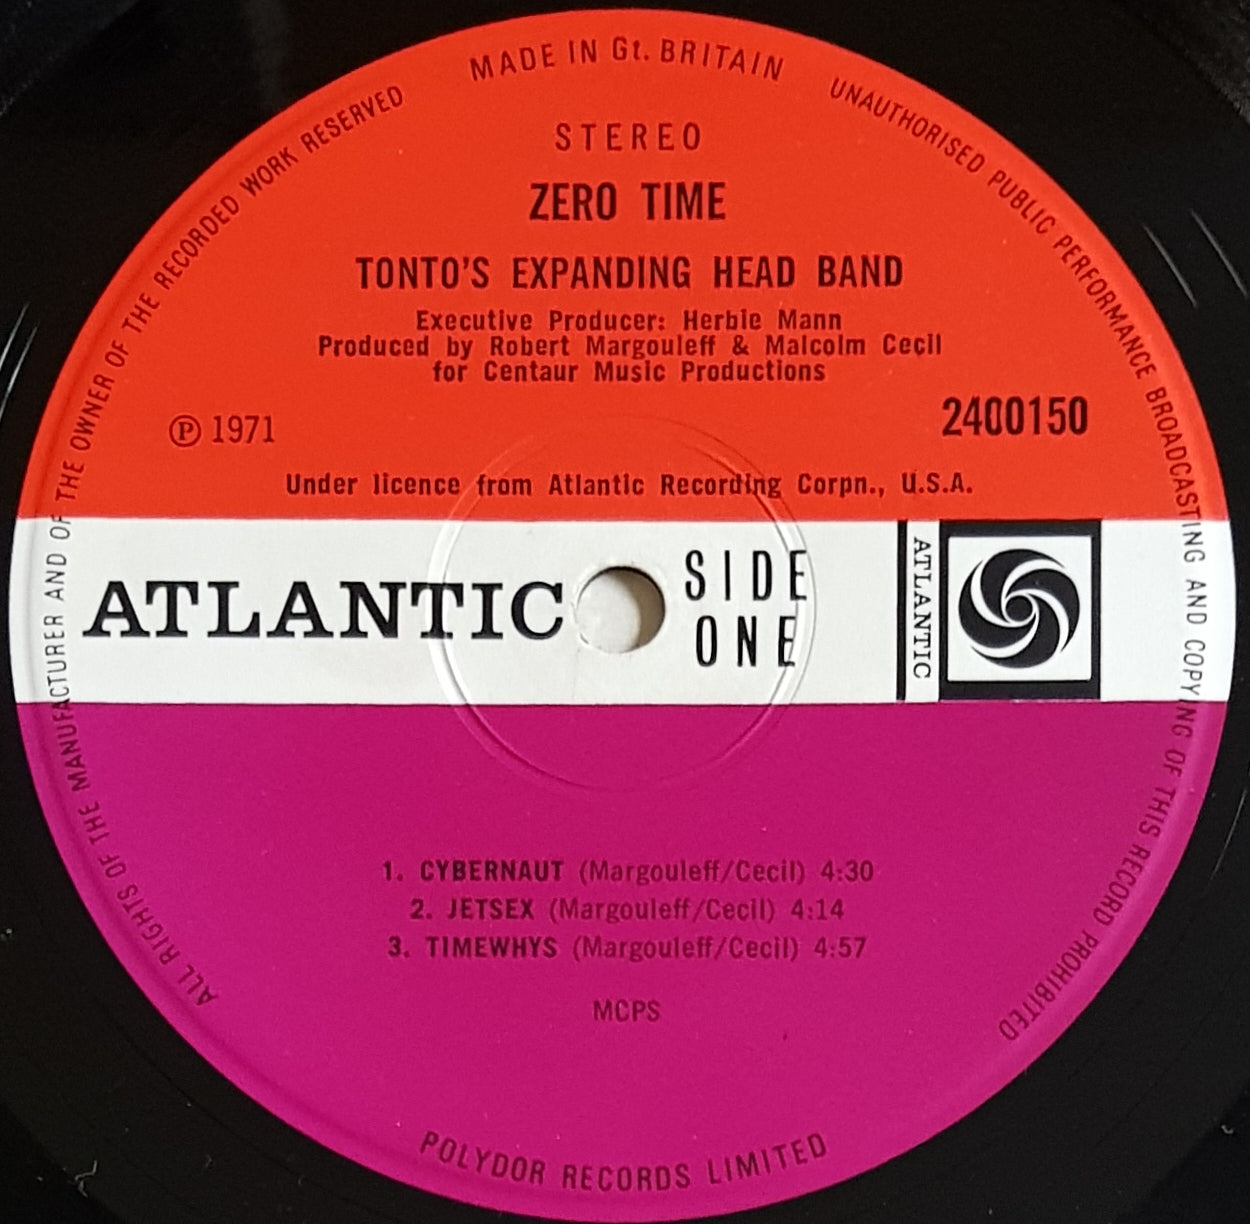 MADE IN Gt. BRITAIN
UNAUTHORISED PUBLIC PERFORMANCE BROADCASTING AND COPYING OF THIS RECORD PROHIBITED
ALL RIGHTS OF THE MANUFACTURER AND OF THE OWNER OF THE RECORDED WORK RESERVED
STEREO
ZERO TIME
TONTO'S EXPANDING HEAD BAND
Executive Producer: Herbie Mann
Produced by Robert Margouleff & Malcolm Cecil
for Centaur Music Productions
℗ 1971
2400150
Under licence from Atlantic Recording Corpn., U.S.A.
ATLANTIC
SIDE
ONE
ATLANTIC
1. CYBERNAUT (Margouleff/Cecil) 4:30
2. JETSEX (Margouleff/Cecil) 4:14
3. TIMEWHYS (Margouleff/Cecil) 4:57
MCPS
POLYDOR RECORDS LIMITED